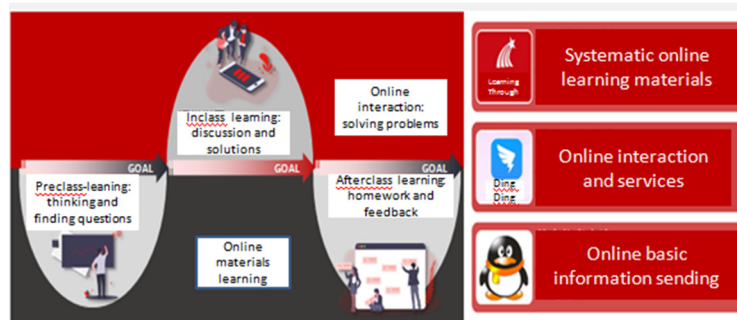 Online
interaction:
solving problems
Inclass learning:
discussion and
solutions
GOAL
GOAL
GOAL
Preclass-leaning:
thinking and
finding questions
Afterclass learning:
homework and
feedback
Online
materials
learning
Learning
Through
Systematic online
learning materials
Ding
Ding
Online interaction
and services
Online basic
information sending